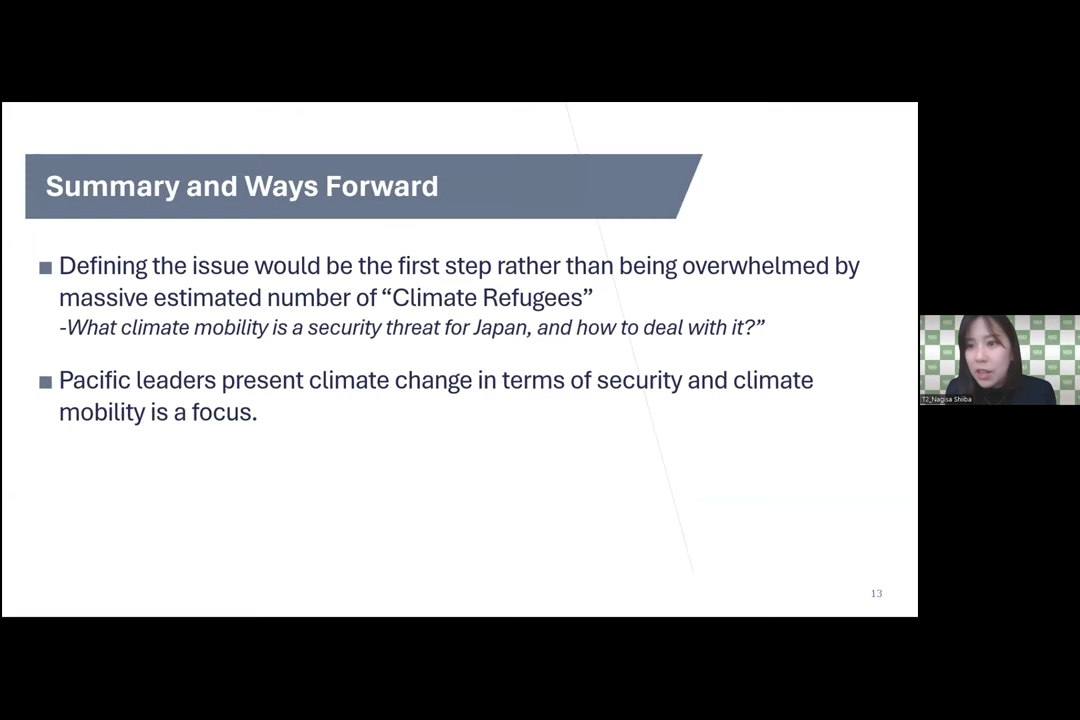 Summary and Ways Forward
Defining the issue would be the first step rather than being overwhelmed by
massive estimated number of “Climate Refugees”
-What climate mobility is a security threat for Japan, and how to deal with it?”
Pacific leaders present climate change in terms of security and climate
mobility is a focus.
13
T2_Nagisa Shiiba